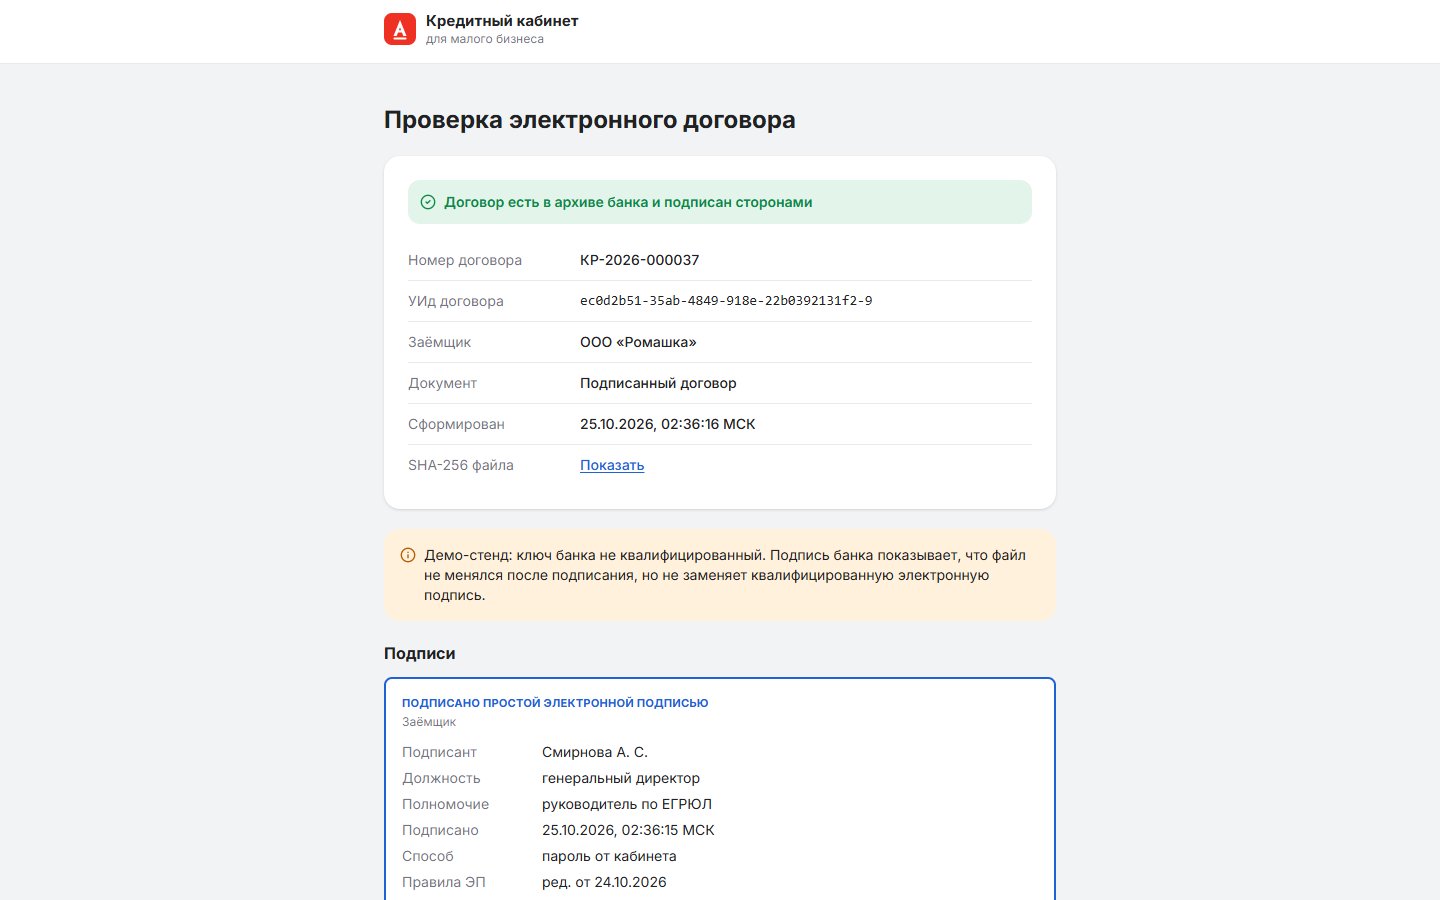 А
Кредитный кабинет
для малого бизнеса
Проверка электронного договора
Договор есть в архиве банка и подписан сторонами
Номер договора КР-2026-000037
УИд договора ec0d2b51-35ab-4849-918e-22b0392131f2-9
Заёмщик ООО «Ромашка»
Документ Подписанный договор
Сформирован 25.10.2026, 02:36:16 МСК
SHA-256 файла Показать
Демо-стенд: ключ банка не квалифицированный. Подпись банка показывает, что файл
не менялся после подписания, но не заменяет квалифицированную электронную
подпись.
Подписи
ПОДПИСАНО ПРОСТОЙ ЭЛЕКТРОННОЙ ПОДПИСЬЮ
Заёмщик
Подписант Смирнова А. С.
Должность генеральный директор
Полномочие руководитель по ЕГРЮЛ
Подписано 25.10.2026, 02:36:15 МСК
Способ пароль от кабинета
Правила ЭП ред. от 24.10.2026